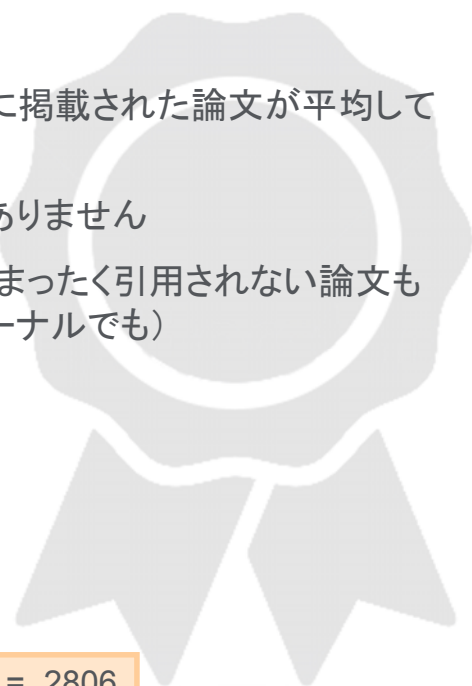 に掲載された論文が平均して
ありません
まったく引用されない論文も
ーナルでも）
= 2806